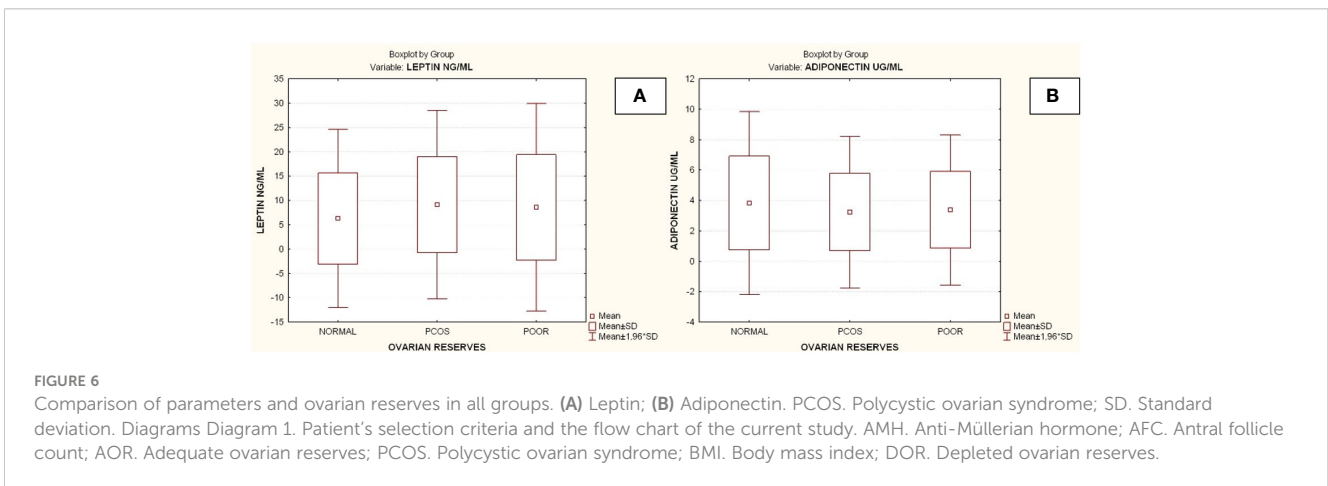 Boxplot by Group
Variable: LEPTIN NG/ML
A
35
30
25
20
15
10
5
0
-5
-10
-15
LEPTIN NG/ML
NORMAL PCOS POOR
OVARIAN RESERVES
Mean
Mean±SD
Mean±1,96*SD
Boxplot by Group
Variable: ADIPONECTIN UG/ML
B
12
10
8
6
4
2
0
-2
-4
ADIPONECTIN UG/ML
NORMAL PCOS POOR
OVARIAN RESERVES
Mean
Mean±SD
Mean±1,96*SD
FIGURE 6
Comparison of parameters and ovarian reserves in all groups. (A) Leptin; (B) Adiponectin. PCOS. Polycystic ovarian syndrome; SD. Standard
deviation. Diagrams Diagram 1. Patient’s selection criteria and the flow chart of the current study. AMH. Anti-Müllerian hormone; AFC. Antral follicle
count; AOR. Adequate ovarian reserves; PCOS. Polycystic ovarian syndrome; BMI. Body mass index; DOR. Depleted ovarian reserves.